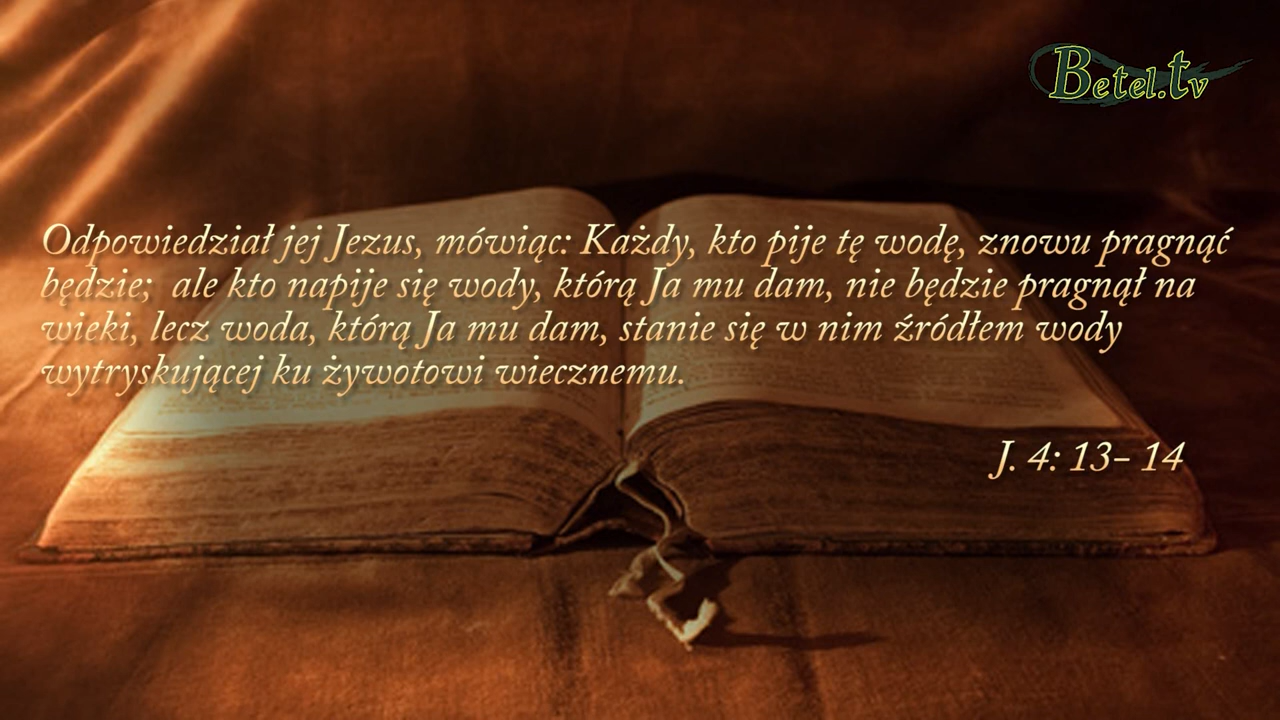 Betel.tv
Odpowiedział jej Jezus, mówiąc: Każdy, kto pije tę wodę, znowu pragnąć
będzie;  ale kto napije się wody, którą Ja mu dam, nie będzie pragnął na
wieki, lecz woda, którą Ja mu dam, stanie się w nim źródłem wody
wytryskującej ku żywotowi wiecznemu.
J. 4: 13– 14